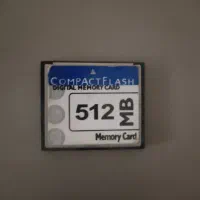 COMPACTFLASH
DIGITAL MEMORY CARD
512 MB
Memory Card